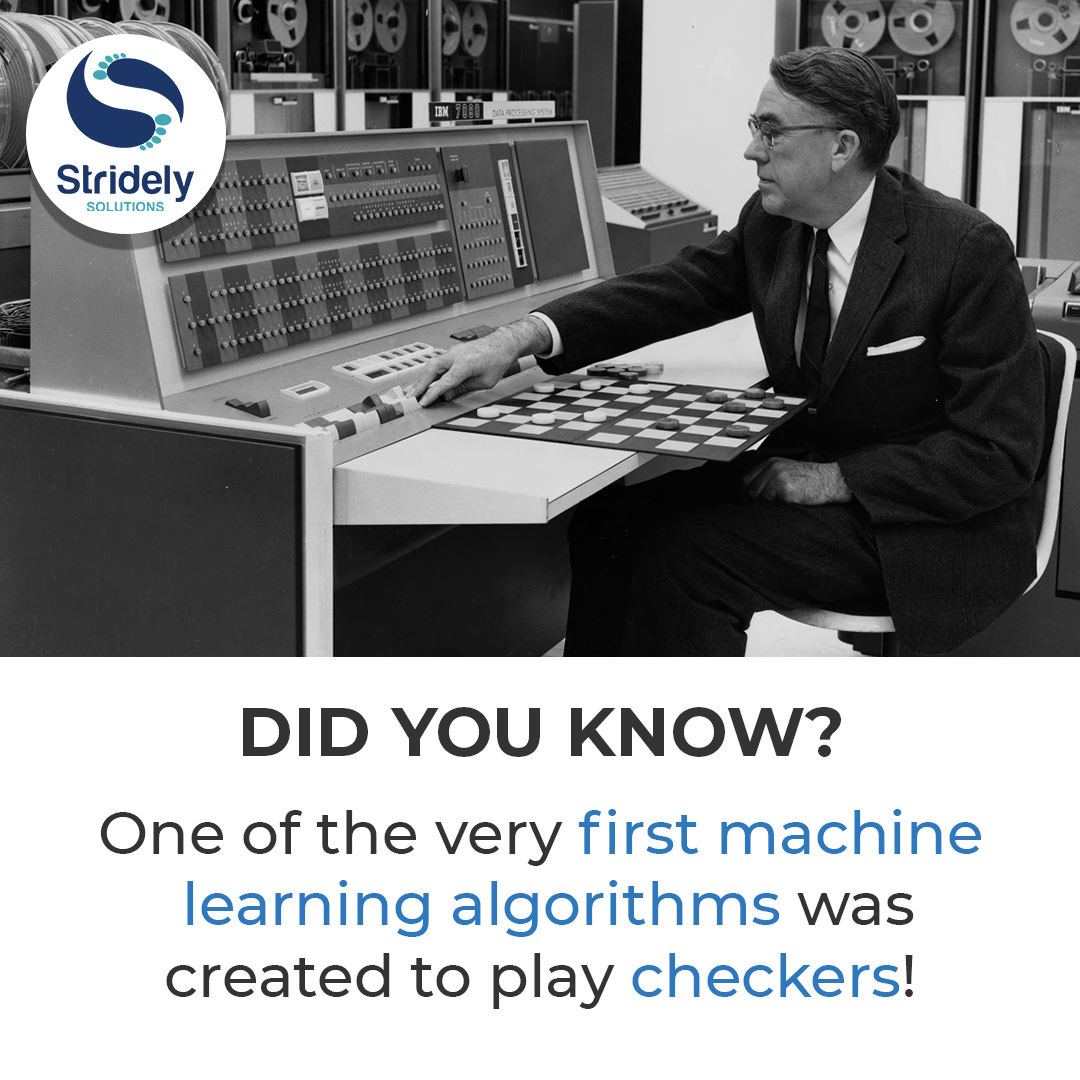 Stridely
SOLUTIONS
IBM 7090 DATA PROCESSING SYSTEM
IBM
DID YOU KNOW?
One of the very first machine
learning algorithms was
created to play checkers!